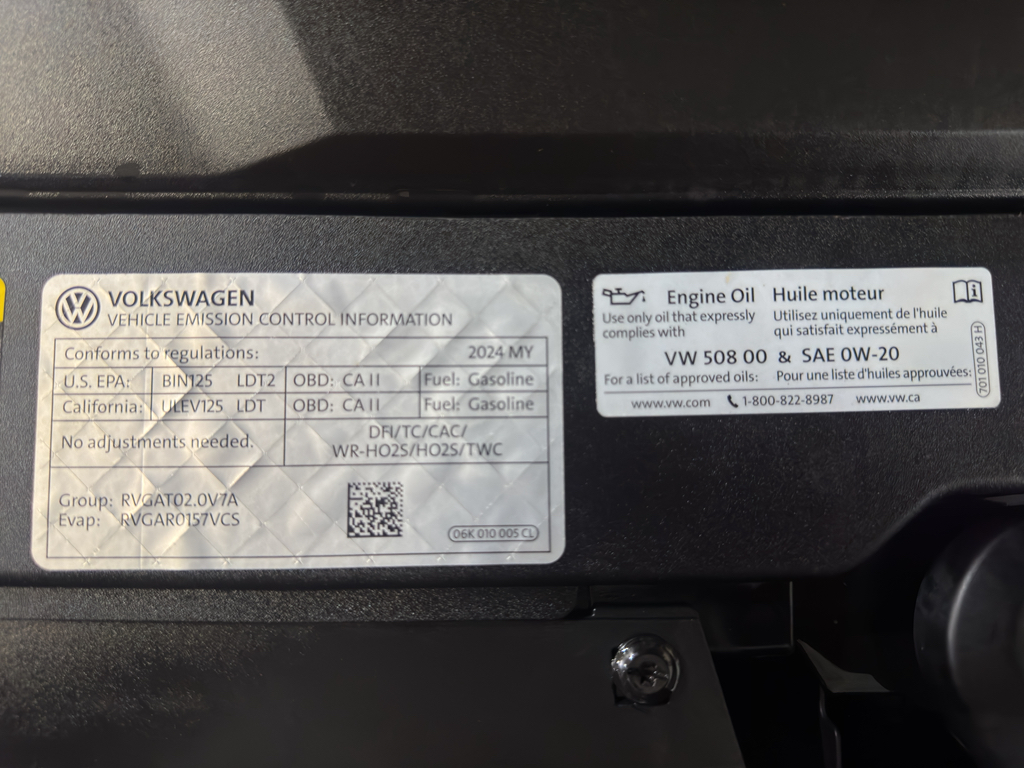 VOLKSWAGEN
VEHICLE EMISSION CONTROL INFORMATION
Conforms to regulations: 2024 MY
U.S. EPA: BIN125 LDT2 OBD: CA II Fuel: Gasoline
California: ULEV125 LDT OBD: CA II Fuel: Gasoline
No adjustments needed.
DFI/TC/CAC/
WR-HO2S/HO2S/TWC
Group: RVGAT02.0V7A
Evap: RVGAR0157VCS
06K 010 005 CL
Engine Oil
Use only oil that expressly
complies with
Huile moteur
Utilisez uniquement de l'huile
qui satisfait expressément à
VW 508 00 & SAE 0W-20
For a list of approved oils: Pour une liste d'huiles approuvées:
www.vw.com 1-800-822-8987 www.vw.ca
701 010 043 H